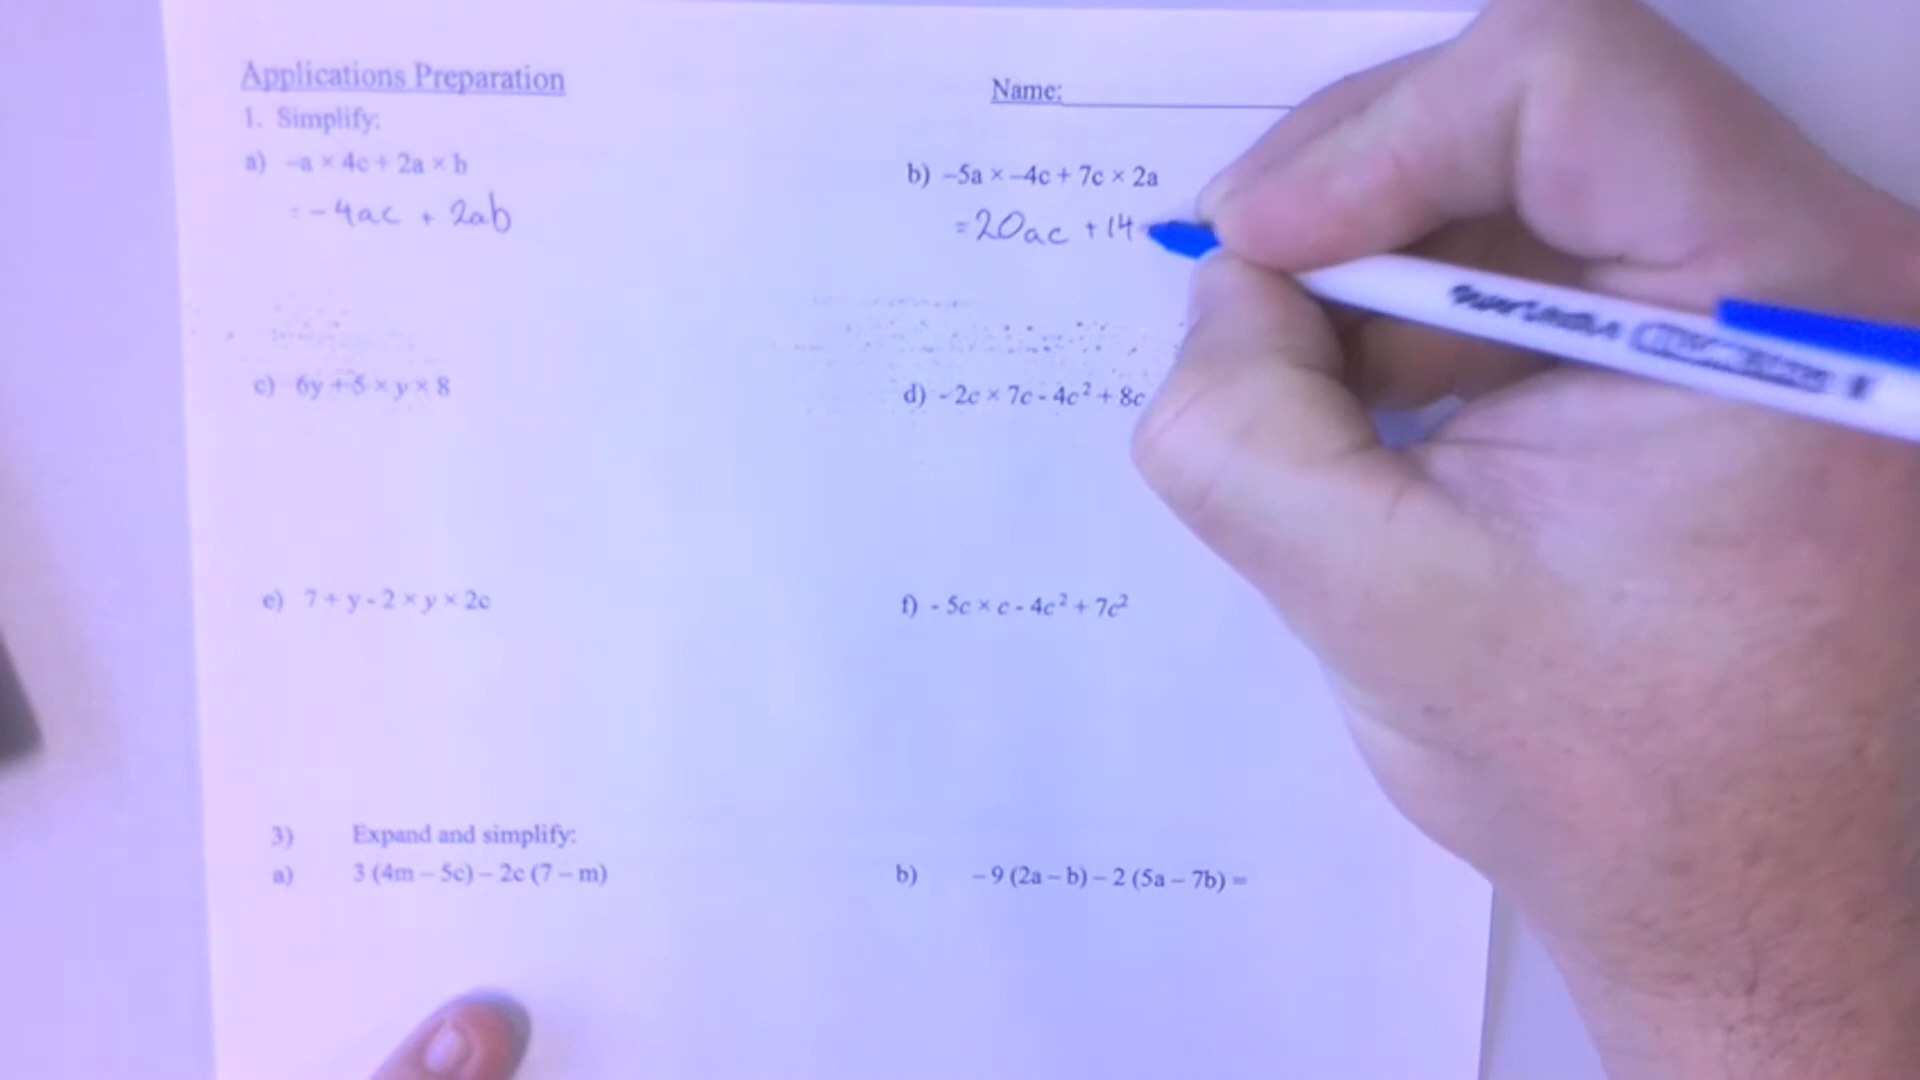 Applications Preparation
Name:
1. Simplify:
a) -a × 4c + 2a × b
= -4ac + 2ab
b) -5a × -4c + 7c × 2a
= 20ac + 14
c) 6y + 5 × y × 8
d) - 2c × 7c - 4c² + 8c
e) 7 + y - 2 × y × 2c
f) - 5c × c - 4c² + 7c²
3) Expand and simplify:
a) 3 (4m – 5c) – 2c (7 – m)
b) – 9 (2a – b) – 2 (5a – 7b) =